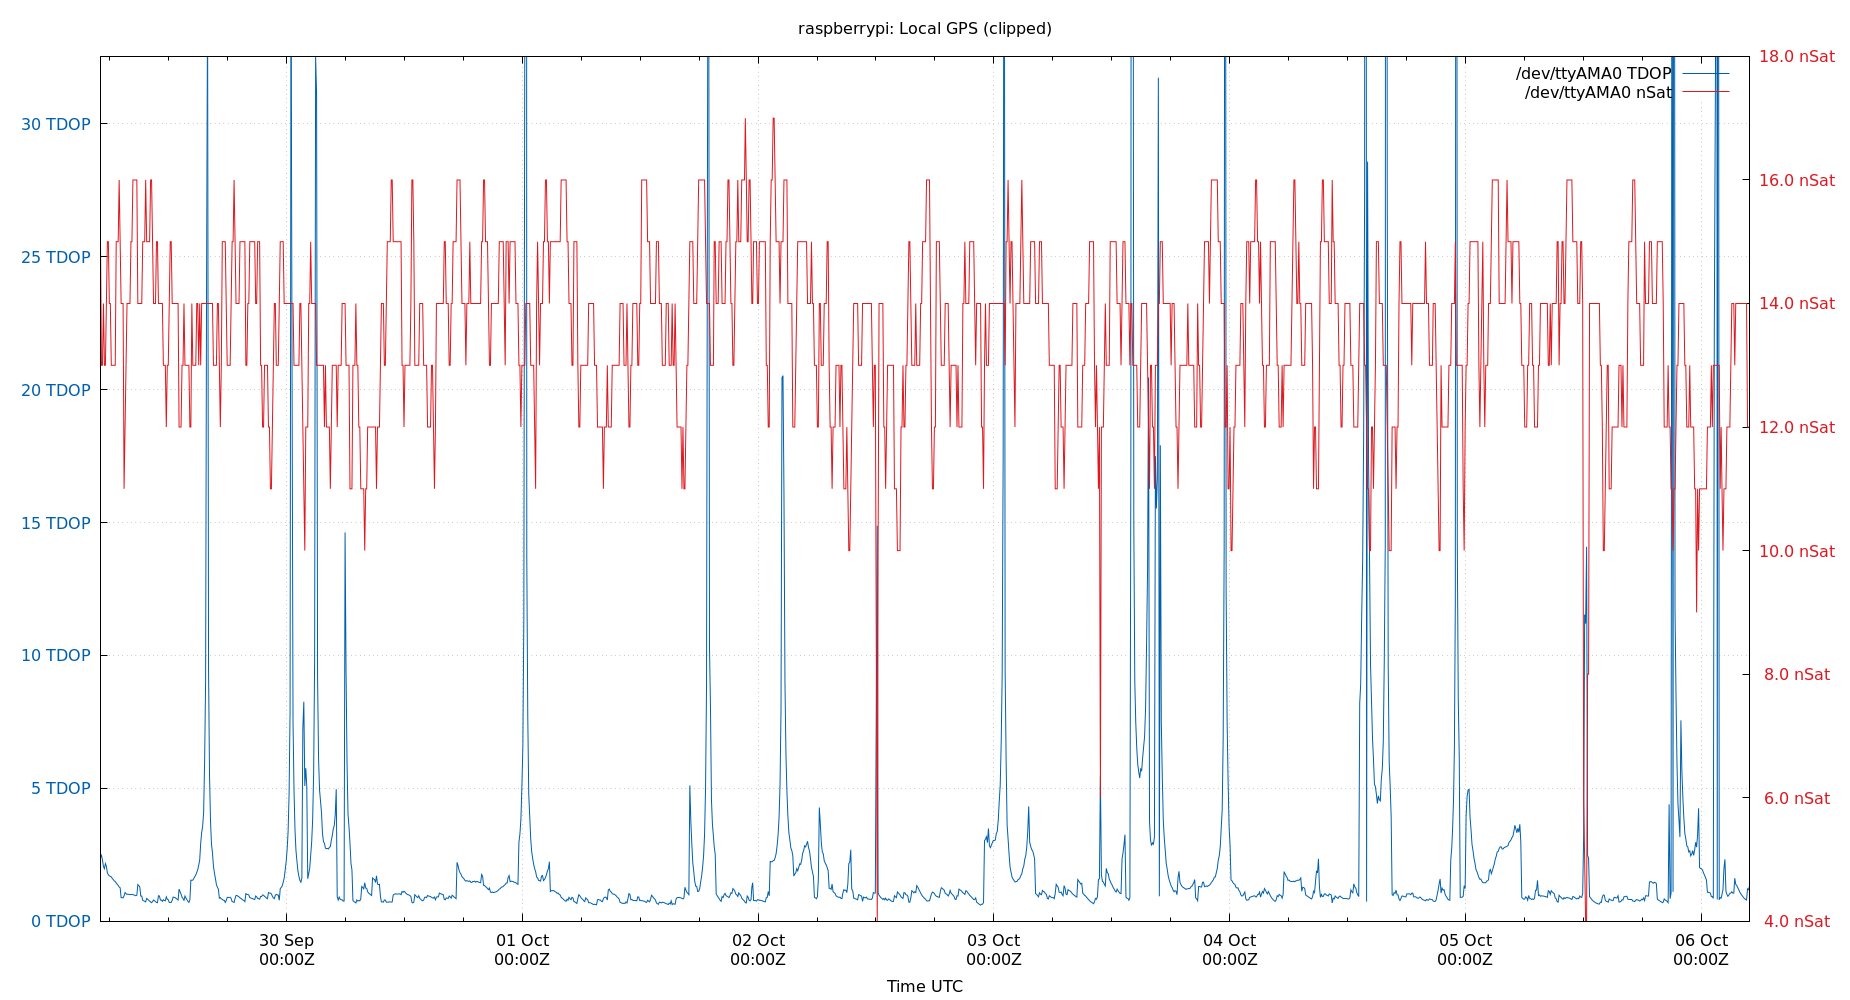 raspberrypi: Local GPS (clipped)
18.0 nSat
/dev/ttyAMA0 TDOP
/dev/ttyAMA0 nSat
30 TDOP
16.0 nSat
25 TDOP
14.0 nSat
20 TDOP
12.0 nSat
15 TDOP
10.0 nSat
10 TDOP
8.0 nSat
5 TDOP
6.0 nSat
0 TDOP
4.0 nSat
30 Sep 01 Oct 02 Oct 03 Oct 04 Oct 05 Oct 06 Oct
00:00Z 00:00Z 00:00Z 00:00Z 00:00Z 00:00Z 00:00Z
Time UTC